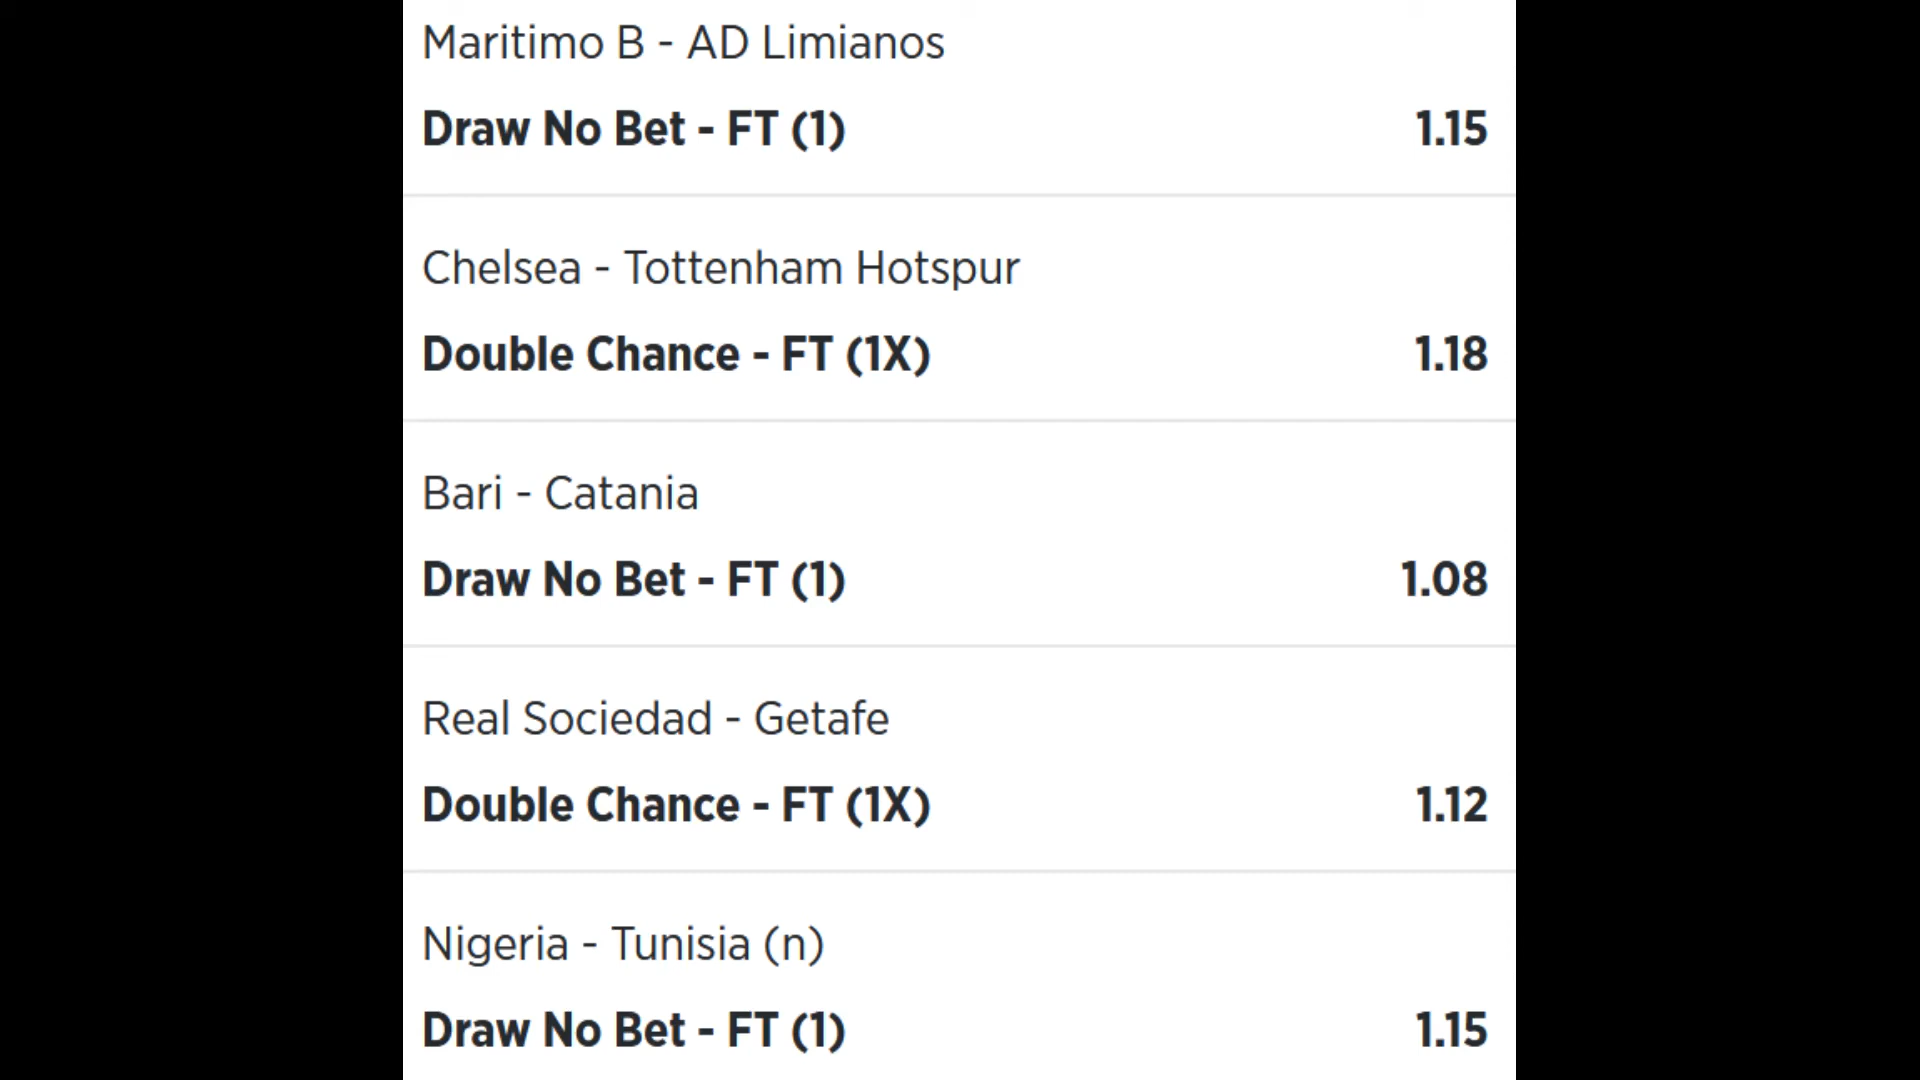 Maritimo B - AD Limianos
Draw No Bet - FT (1) 1.15
Chelsea - Tottenham Hotspur
Double Chance - FT (1X) 1.18
Bari - Catania
Draw No Bet - FT (1) 1.08
Real Sociedad - Getafe
Double Chance - FT (1X) 1.12
Nigeria - Tunisia (n)
Draw No Bet - FT (1) 1.15